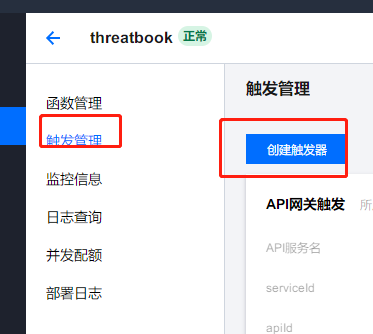 threatbook 正常
函数管理
触发管理
监控信息
日志查询
并发配额
部署日志
触发管理
创建触发器
API网关触发 所
API服务名
serviceId
apiId